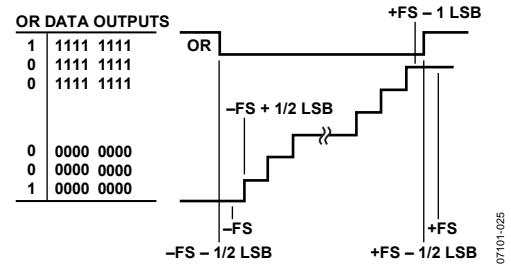 OR DATA OUTPUTS
1 1111 1111
0 1111 1111
0 1111 1111
0 0000 0000
0 0000 0000
1 0000 0000
+FS – 1 LSB
OR
–FS + 1/2 LSB
–FS
+FS
–FS – 1/2 LSB
+FS – 1/2 LSB
07101-025